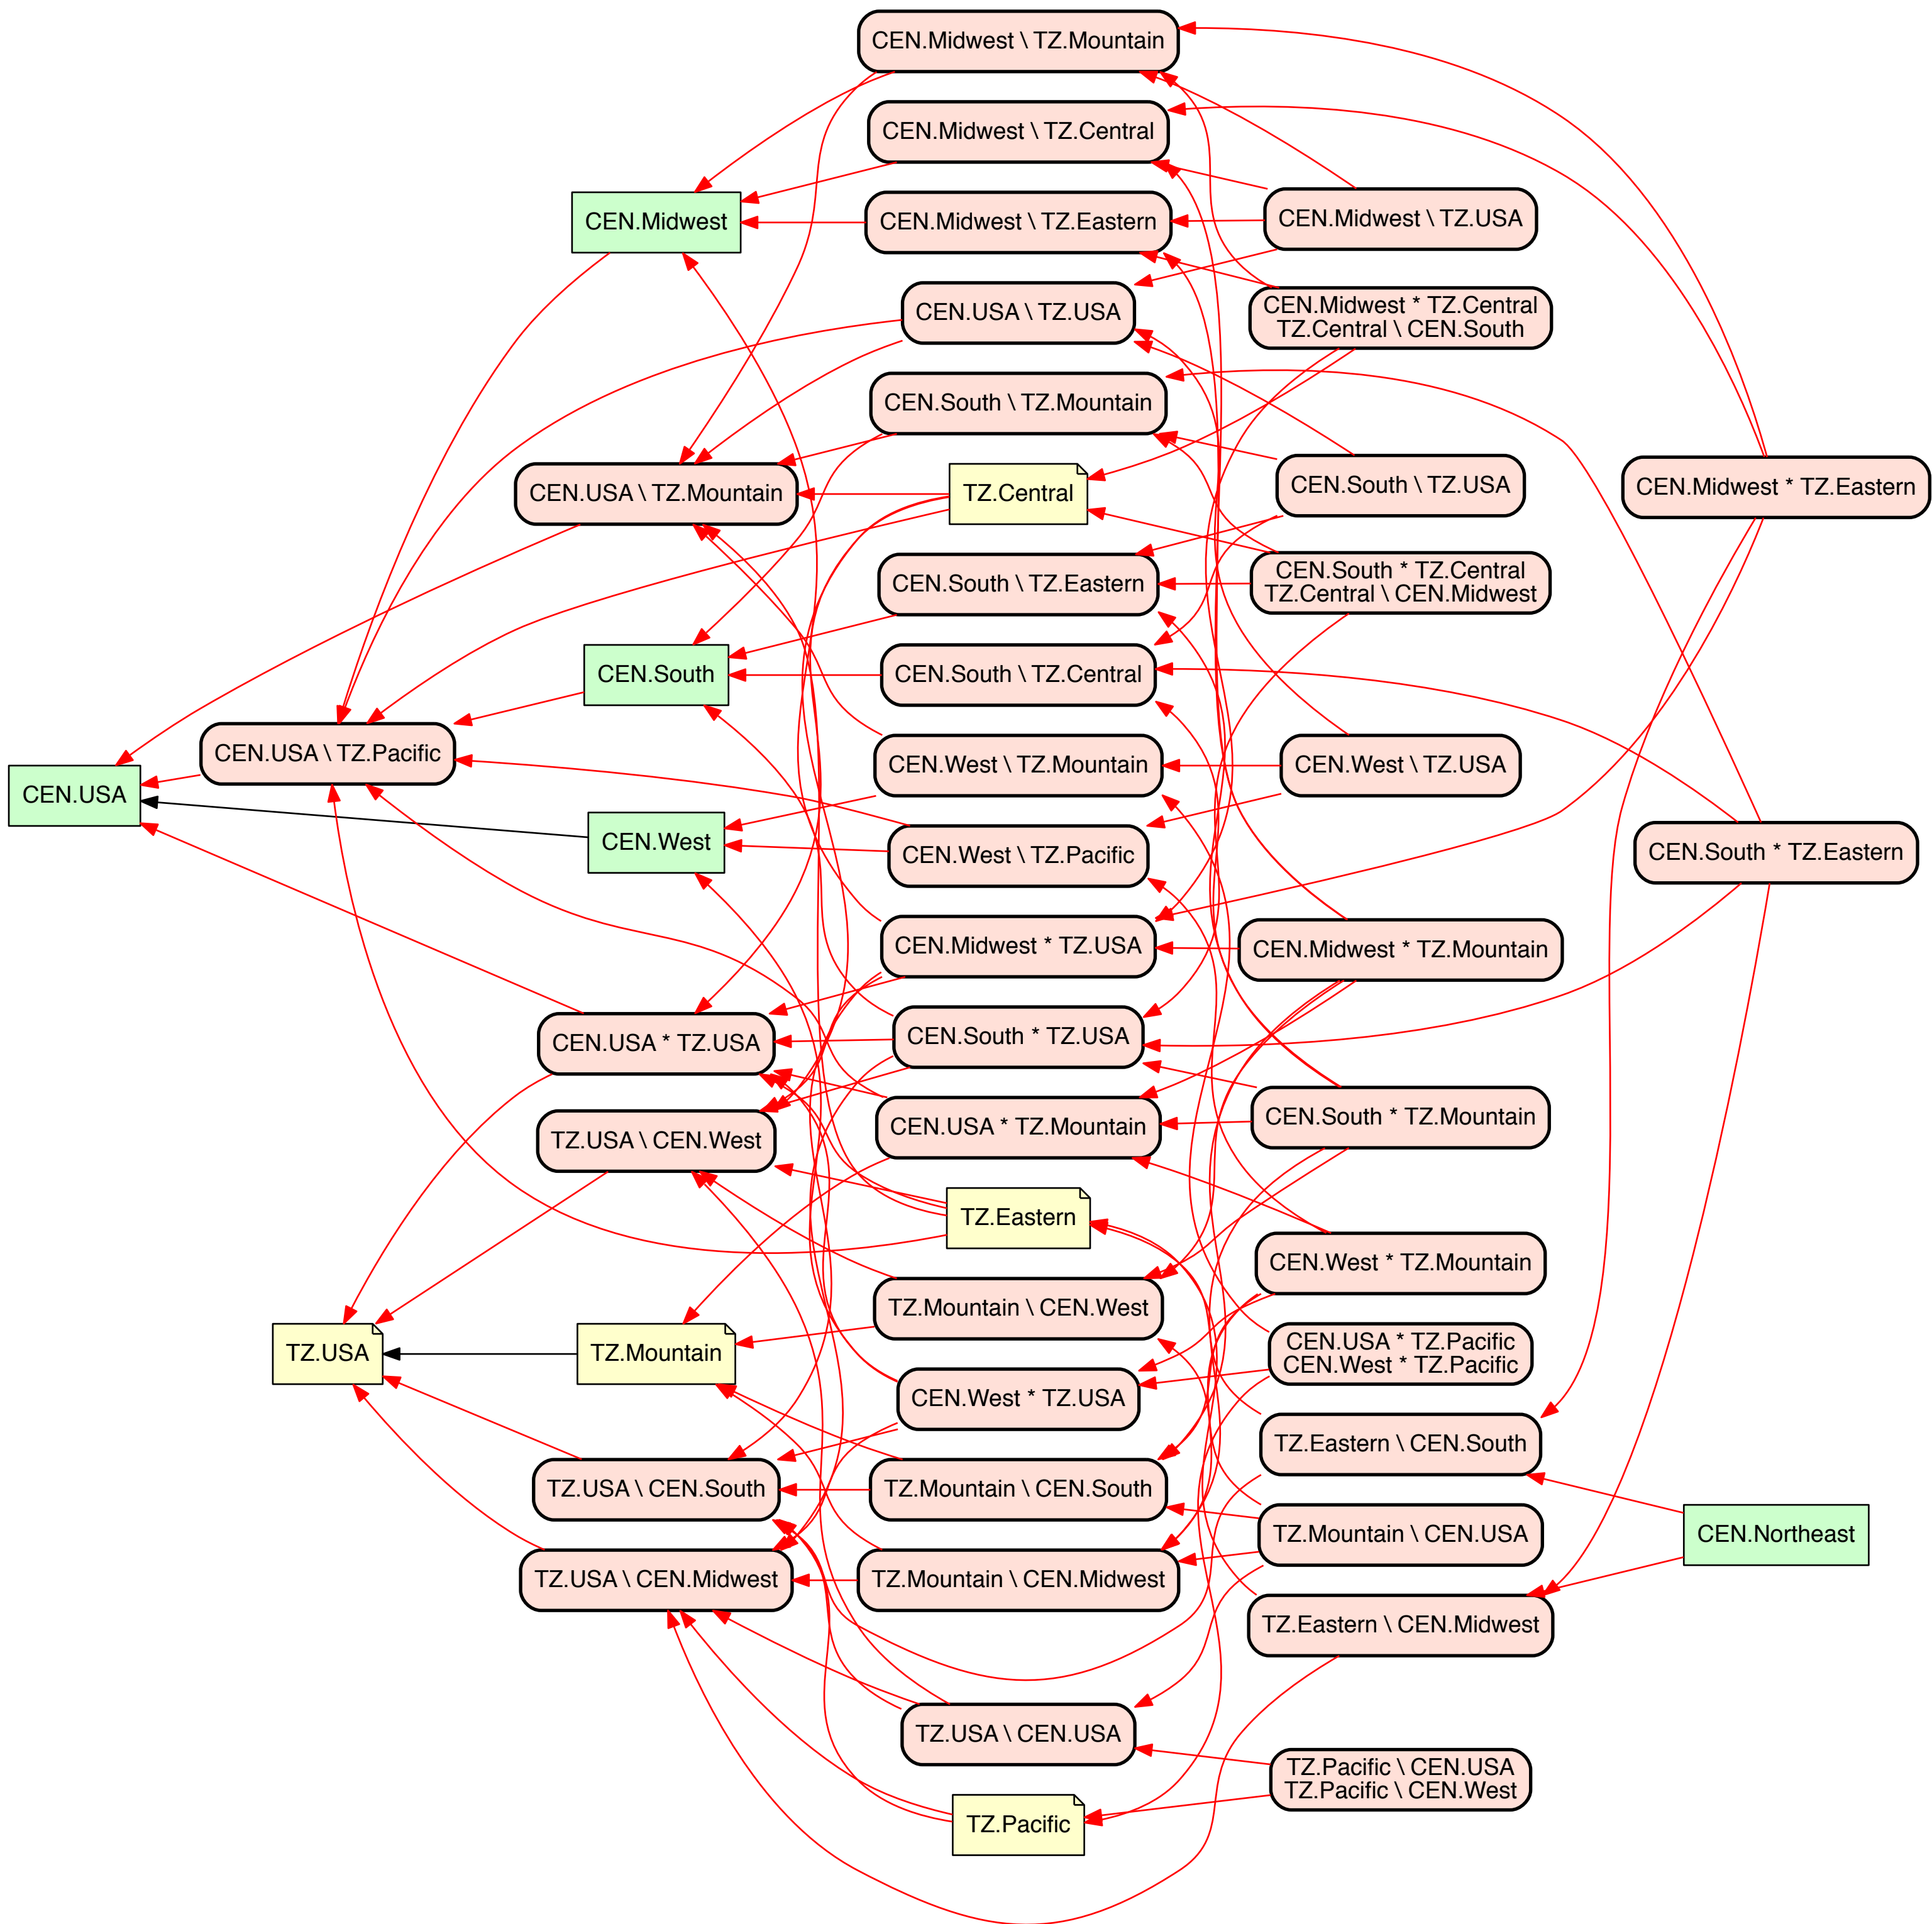 CEN.USA
CEN.USA \ TZ.Pacific
TZ.USA
CEN.Midwest
CEN.USA \ TZ.Mountain
CEN.South
CEN.West
CEN.USA * TZ.USA
TZ.USA \ CEN.West
TZ.Mountain
TZ.USA \ CEN.South
TZ.USA \ CEN.Midwest
CEN.Midwest \ TZ.Mountain
CEN.Midwest \ TZ.Central
CEN.Midwest \ TZ.Eastern
CEN.USA \ TZ.USA
CEN.South \ TZ.Mountain
TZ.Central
CEN.South \ TZ.Eastern
CEN.South \ TZ.Central
CEN.West \ TZ.Mountain
CEN.West \ TZ.Pacific
CEN.Midwest * TZ.USA
CEN.South * TZ.USA
CEN.USA * TZ.Mountain
TZ.Eastern
TZ.Mountain \ CEN.West
CEN.West * TZ.USA
TZ.Mountain \ CEN.South
TZ.Mountain \ CEN.Midwest
TZ.USA \ CEN.USA
TZ.Pacific
CEN.Midwest \ TZ.USA
CEN.Midwest * TZ.Central
TZ.Central \ CEN.South
CEN.South \ TZ.USA
CEN.South * TZ.Central
TZ.Central \ CEN.Midwest
CEN.West \ TZ.USA
CEN.Midwest * TZ.Mountain
CEN.South * TZ.Mountain
CEN.West * TZ.Mountain
CEN.USA * TZ.Pacific
CEN.West * TZ.Pacific
TZ.Eastern \ CEN.South
TZ.Mountain \ CEN.USA
TZ.Eastern \ CEN.Midwest
TZ.Pacific \ CEN.USA
TZ.Pacific \ CEN.West
CEN.Midwest * TZ.Eastern
CEN.South * TZ.Eastern
CEN.Northeast